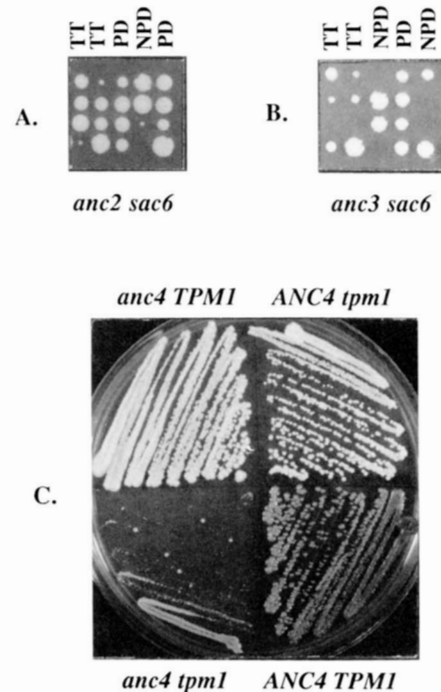 TT TT PD NPD PD
A.
anc2 sac6
TT TT NPD PD NPD
B.
anc3 sac6
anc4 TPM1 ANC4 tpm1
C.
anc4 tpm1 ANC4 TPM1